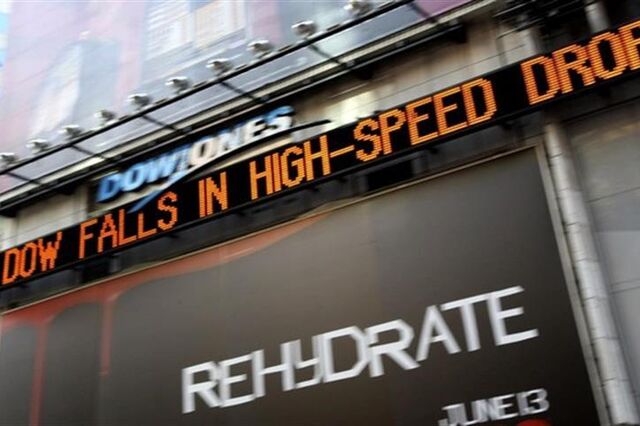 DOWJONES
DOW FALLS IN HIGH-SPEED DROP
REHYDRATE
JUNE 13